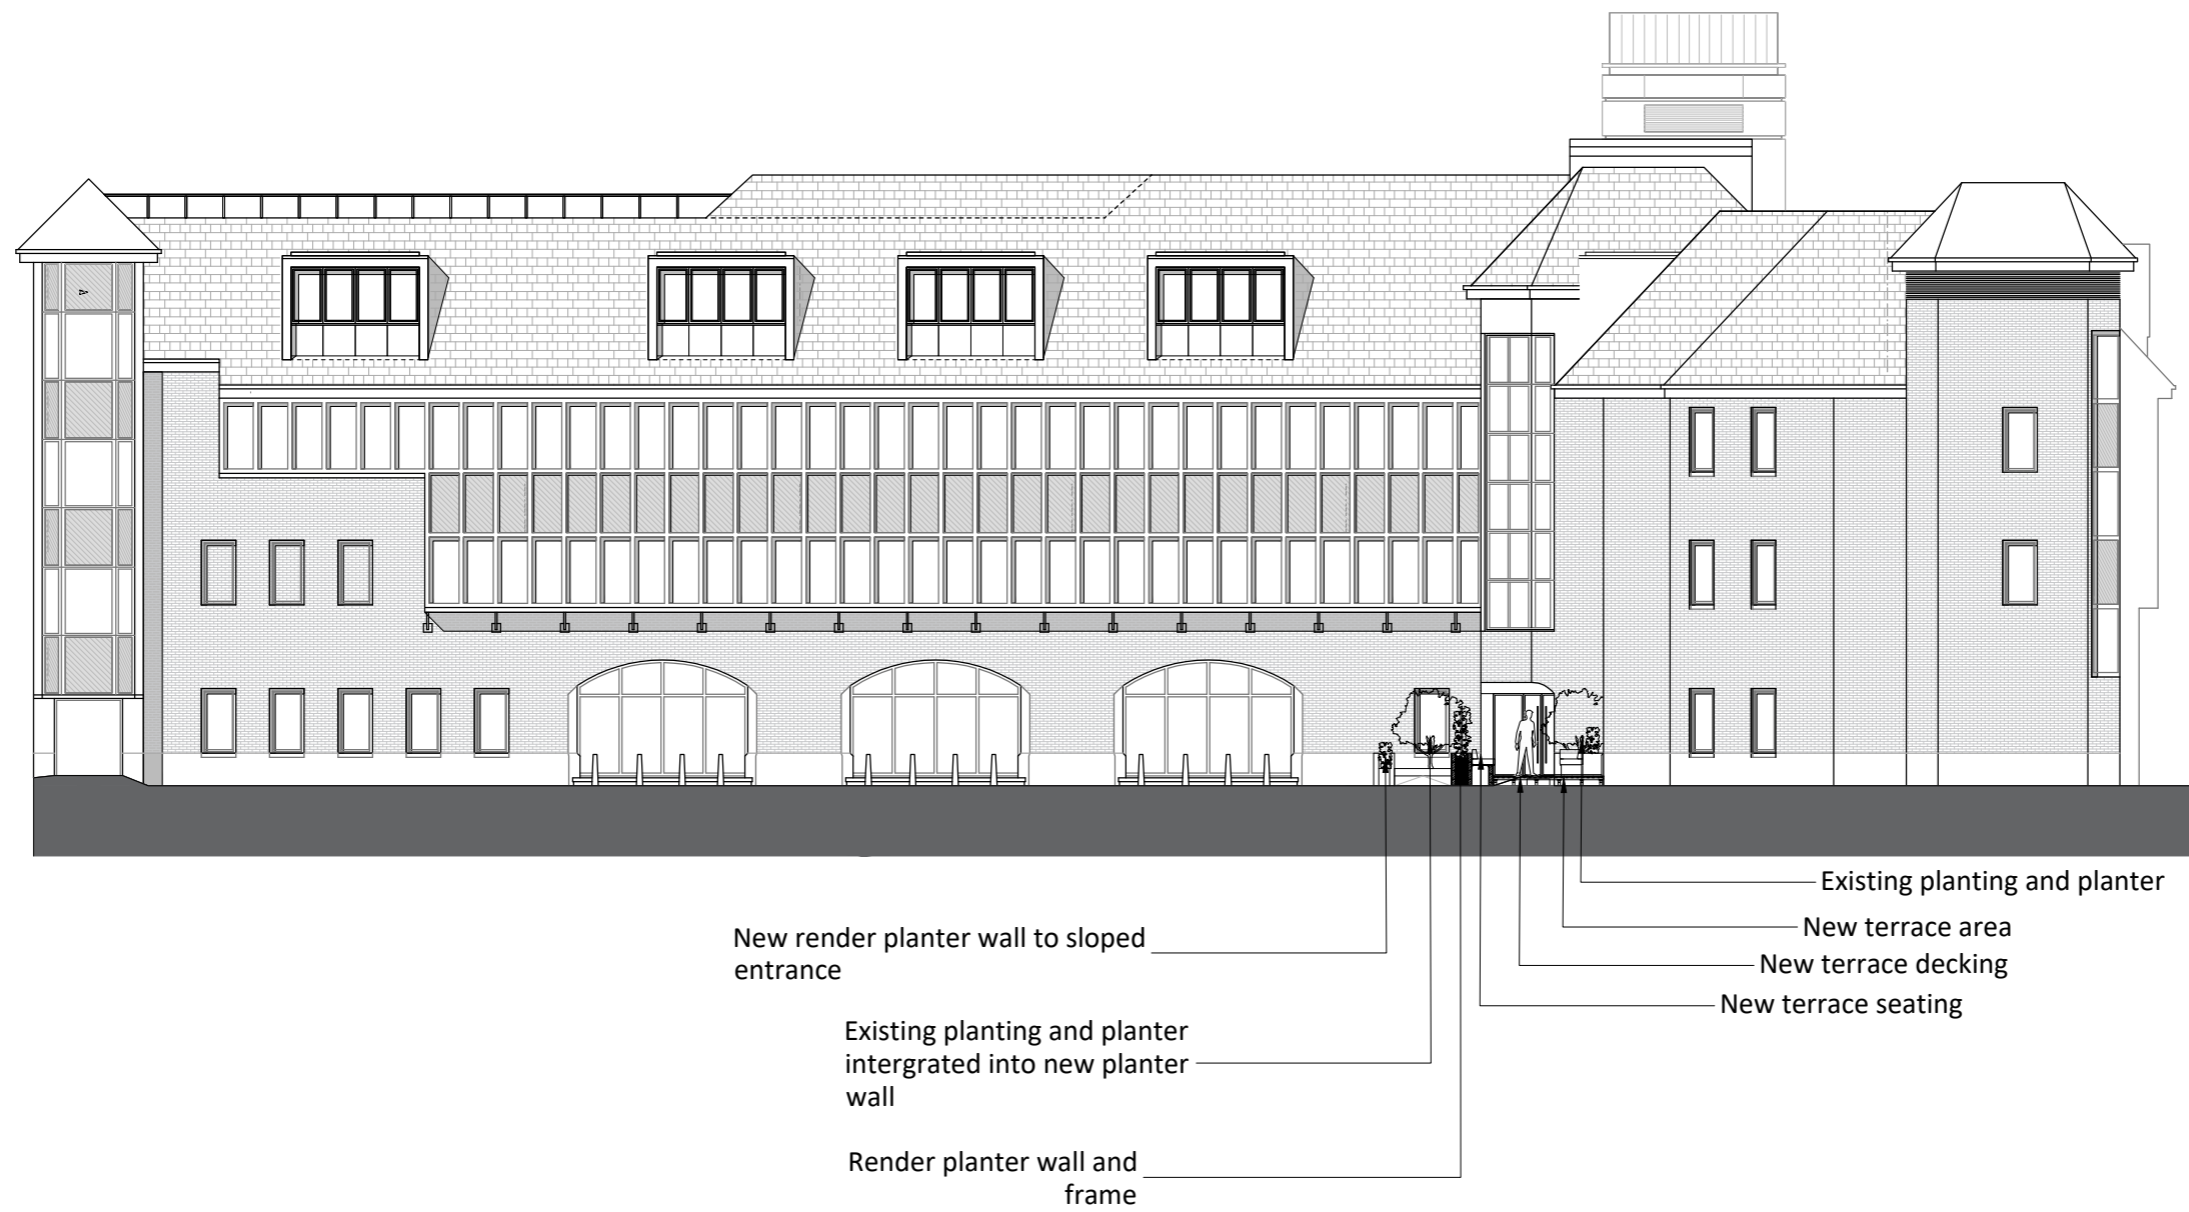 Existing planting and planter
New terrace area
New render planter wall to sloped
entrance
New terrace decking
New terrace seating
Existing planting and planter
intergrated into new planter
wall
Render planter wall and
frame